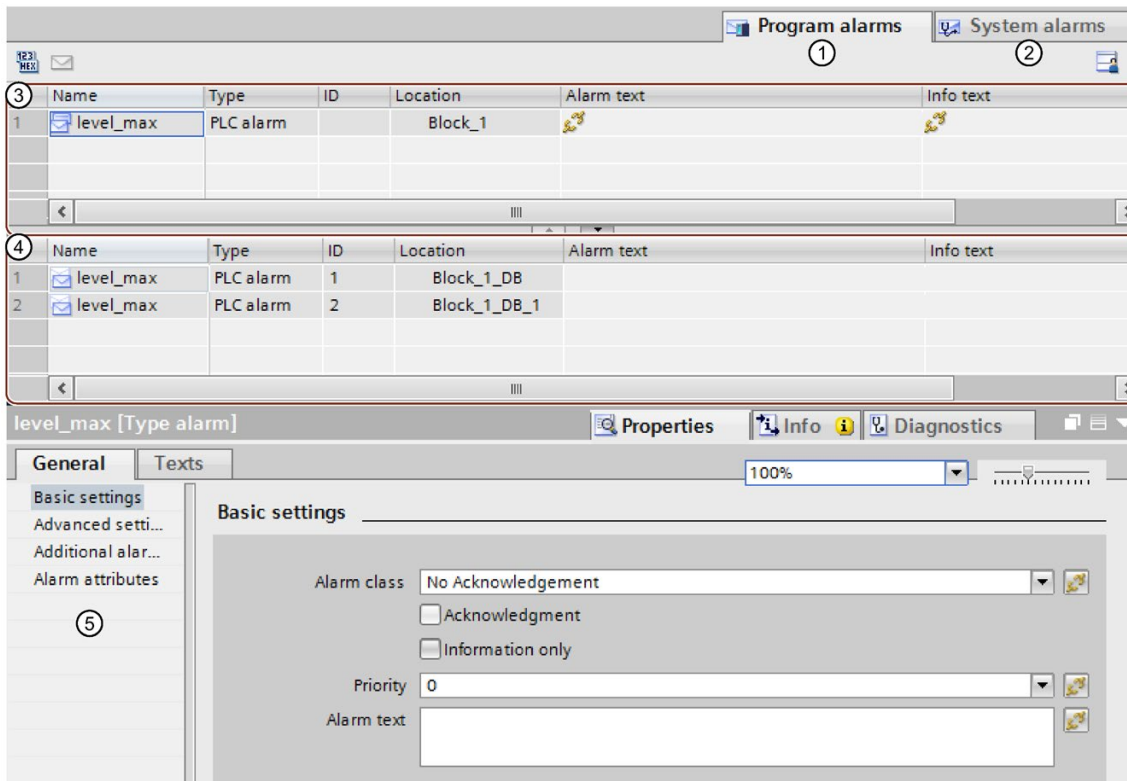 Program alarms System alarms
① ②
③ Name Type ID Location Alarm text Info text
1 level_max PLC alarm Block_1
④ Name Type ID Location Alarm text Info text
1 level_max PLC alarm 1 Block_1_DB
2 level_max PLC alarm 2 Block_1_DB_1
level_max [Type alarm] Properties Info Diagnostics
General Texts 100%
Basic settings
Advanced setti...
Additional alar...
Alarm attributes
⑤
Basic settings
Alarm class No Acknowledgement
Acknowledgment
Information only
Priority 0
Alarm text